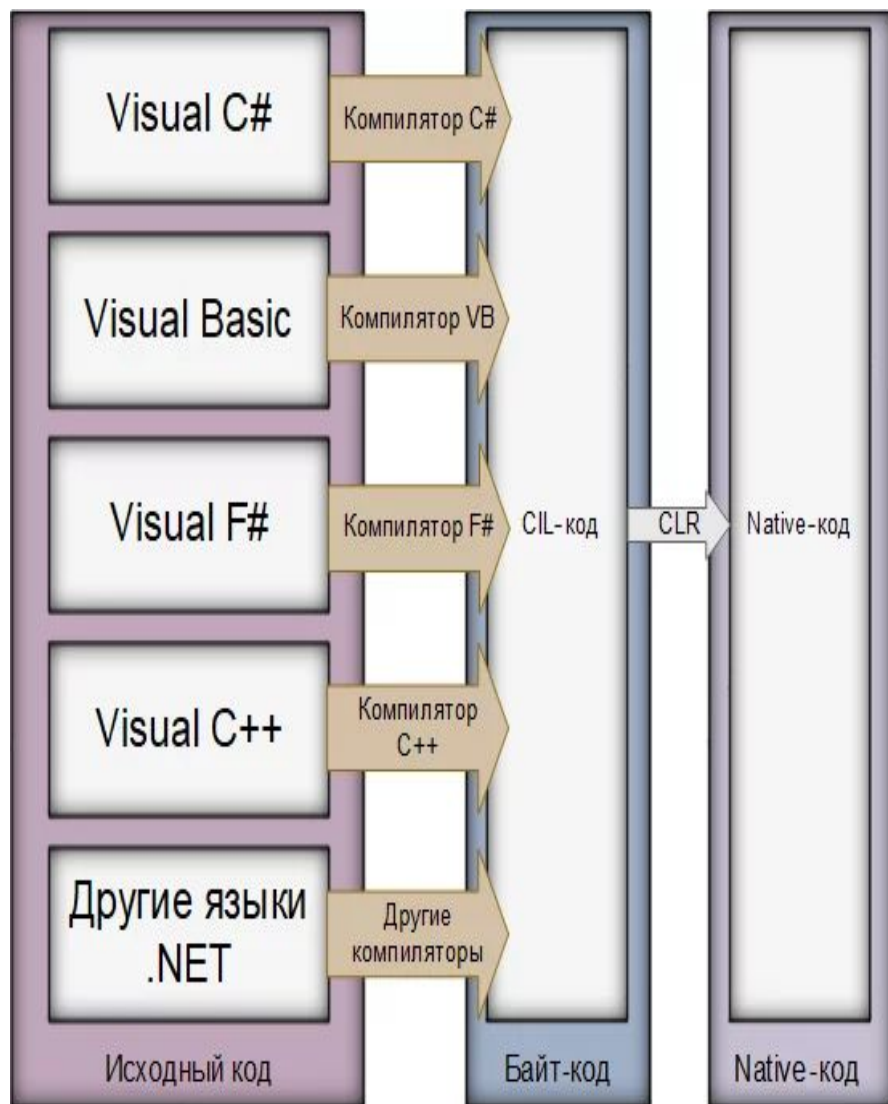 Visual C#
Компилятор C#
Visual Basic
Компилятор VB
Visual F#
Компилятор F#
CIL-код
CLR
Native-код
Visual C++
Компилятор
C++
Другие языки
.NET
Другие
компиляторы
Исходный код
Байт-код
Native-код